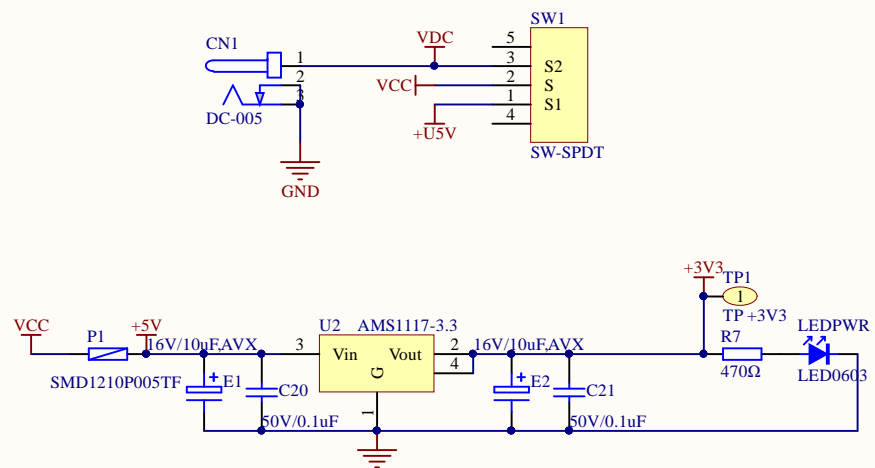 SW1
CN1
VDC
5
1
3
S2
2
VCC
2
S
3
1
S1
DC-005
+U5V
4
SW-SPDT
GND
+3V3
TP1
1
VCC
P1
+5V
U2
AMS1117-3.3
TP +3V3
LEDPWR
16V/10uF,AVX
3
Vin
Vout
2
16V/10uF,AVX
R7
4
SMD1210P005TF
E1
C20
G
E2
C21
470Ω
LED0603
1
50V/0.1uF
50V/0.1uF